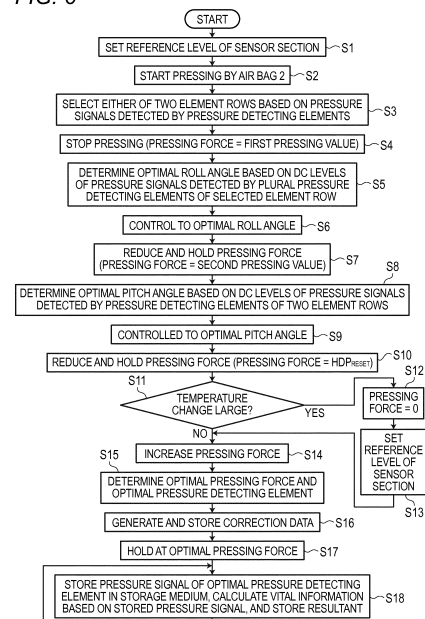 START
SET REFERENCE LEVEL OF SENSOR SECTION
S1
START PRESSING BY AIR BAG 2
S2
SELECT EITHER OF TWO ELEMENT ROWS BASED ON PRESSURE
SIGNALS DETECTED BY PRESSURE DETECTING ELEMENTS
S3
STOP PRESSING (PRESSING FORCE = FIRST PRESSING VALUE)
S4
DETERMINE OPTIMAL ROLL ANGLE BASED ON DC LEVELS
OF PRESSURE SIGNALS DETECTED BY PLURAL PRESSURE
DETECTING ELEMENTS OF SELECTED ELEMENT ROW
S5
CONTROL TO OPTIMAL ROLL ANGLE
S6
REDUCE AND HOLD PRESSING FORCE
(PRESSING FORCE = SECOND PRESSING VALUE)
S7
S8
DETERMINE OPTIMAL PITCH ANGLE BASED ON DC LEVELS OF PRESSURE SIGNALS
DETECTED BY PRESSURE DETECTING ELEMENTS OF TWO ELEMENT ROWS
CONTROLLED TO OPTIMAL PITCH ANGLE
S9
REDUCE AND HOLD PRESSING FORCE (PRESSING FORCE = HDPRESET)
S10
S11
TEMPERATURE
CHANGE LARGE?
YES
NO
S12
PRESSING
FORCE = 0
SET
REFERENCE
LEVEL OF
SENSOR
SECTION
S13
INCREASE PRESSING FORCE
S14
S15
DETERMINE OPTIMAL PRESSING FORCE AND
OPTIMAL PRESSURE DETECTING ELEMENT
GENERATE AND STORE CORRECTION DATA
S16
HOLD AT OPTIMAL PRESSING FORCE
S17
STORE PRESSURE SIGNAL OF OPTIMAL PRESSURE DETECTING
ELEMENT IN STORAGE MEDIUM, CALCULATE VITAL INFORMATION
BASED ON STORED PRESSURE SIGNAL, AND STORE RESULTANT
S18